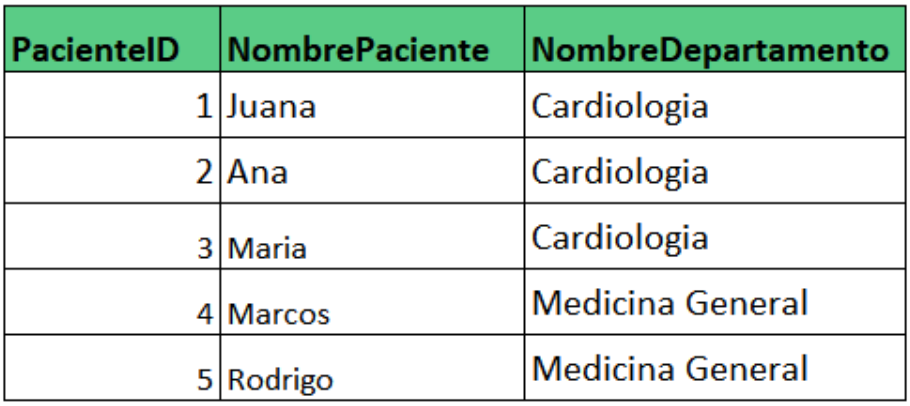 PacienteID NombrePaciente NombreDepartamento
1 Juana Cardiologia
2 Ana Cardiologia
3 Maria Cardiologia
4 Marcos Medicina General
5 Rodrigo Medicina General